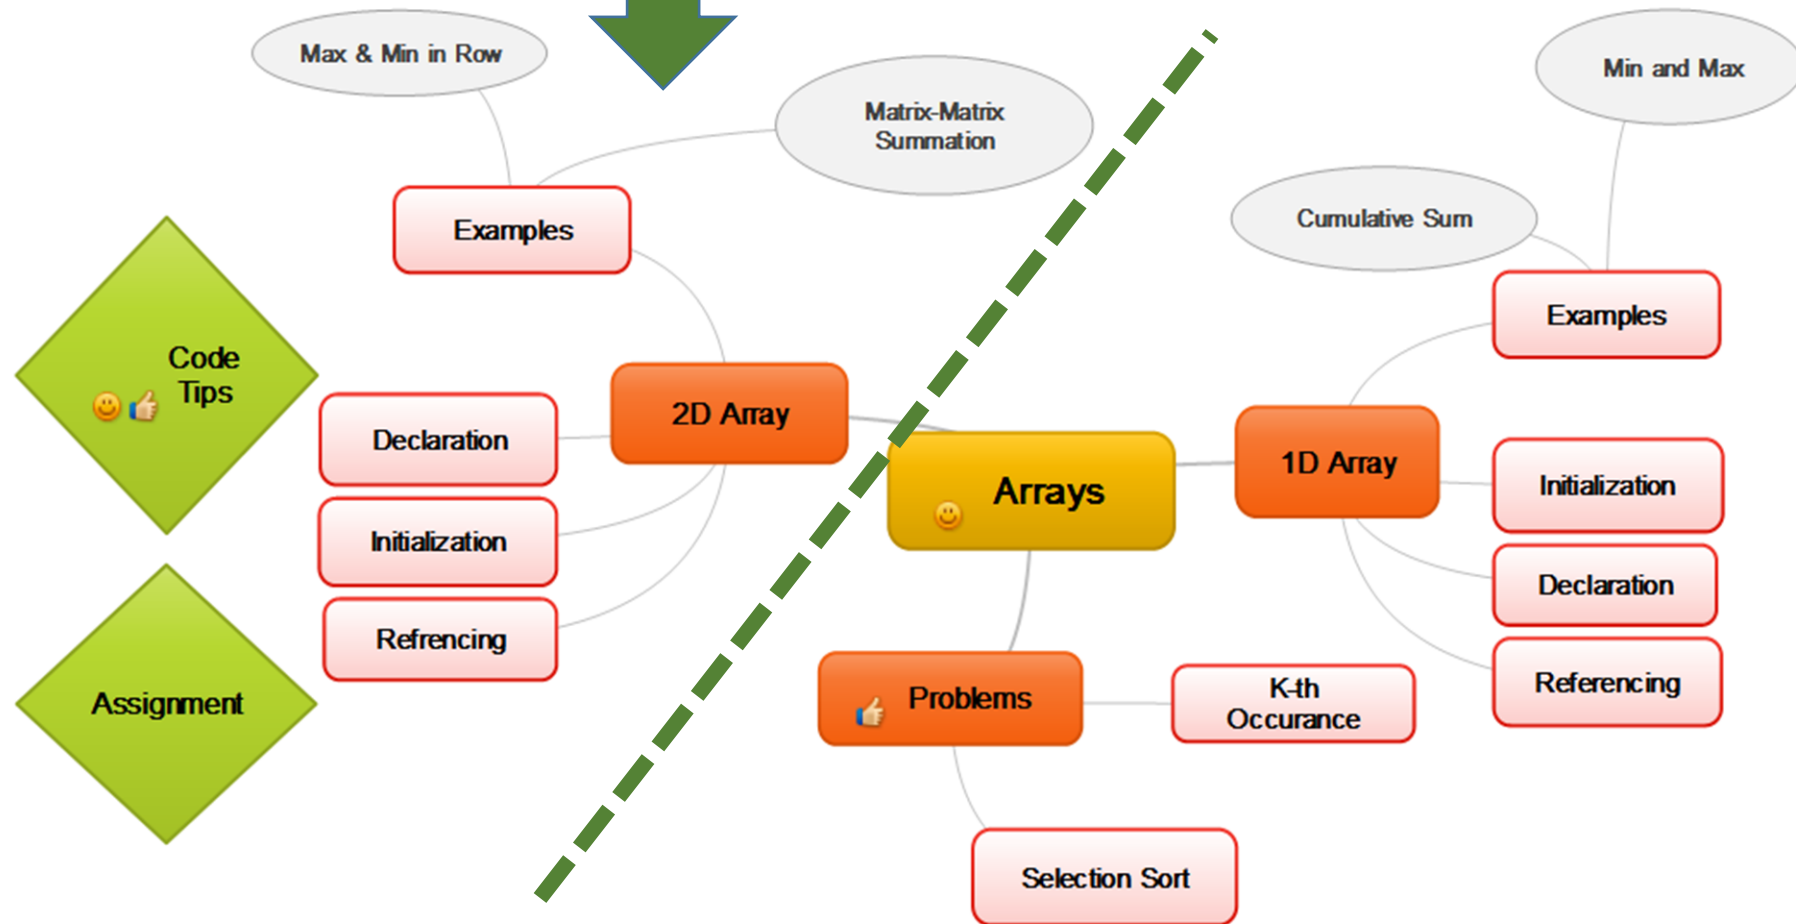 Max & Min in Row
Matrix-Matrix
Summation
Examples
Code
Tips
2D Array
Declaration
Initialization
Refrencing
Assignment
Min and Max
Cumulative Sum
Examples
Arrays
1D Array
Initialization
Declaration
Referencing
Problems
K-th
Occurance
Selection Sort